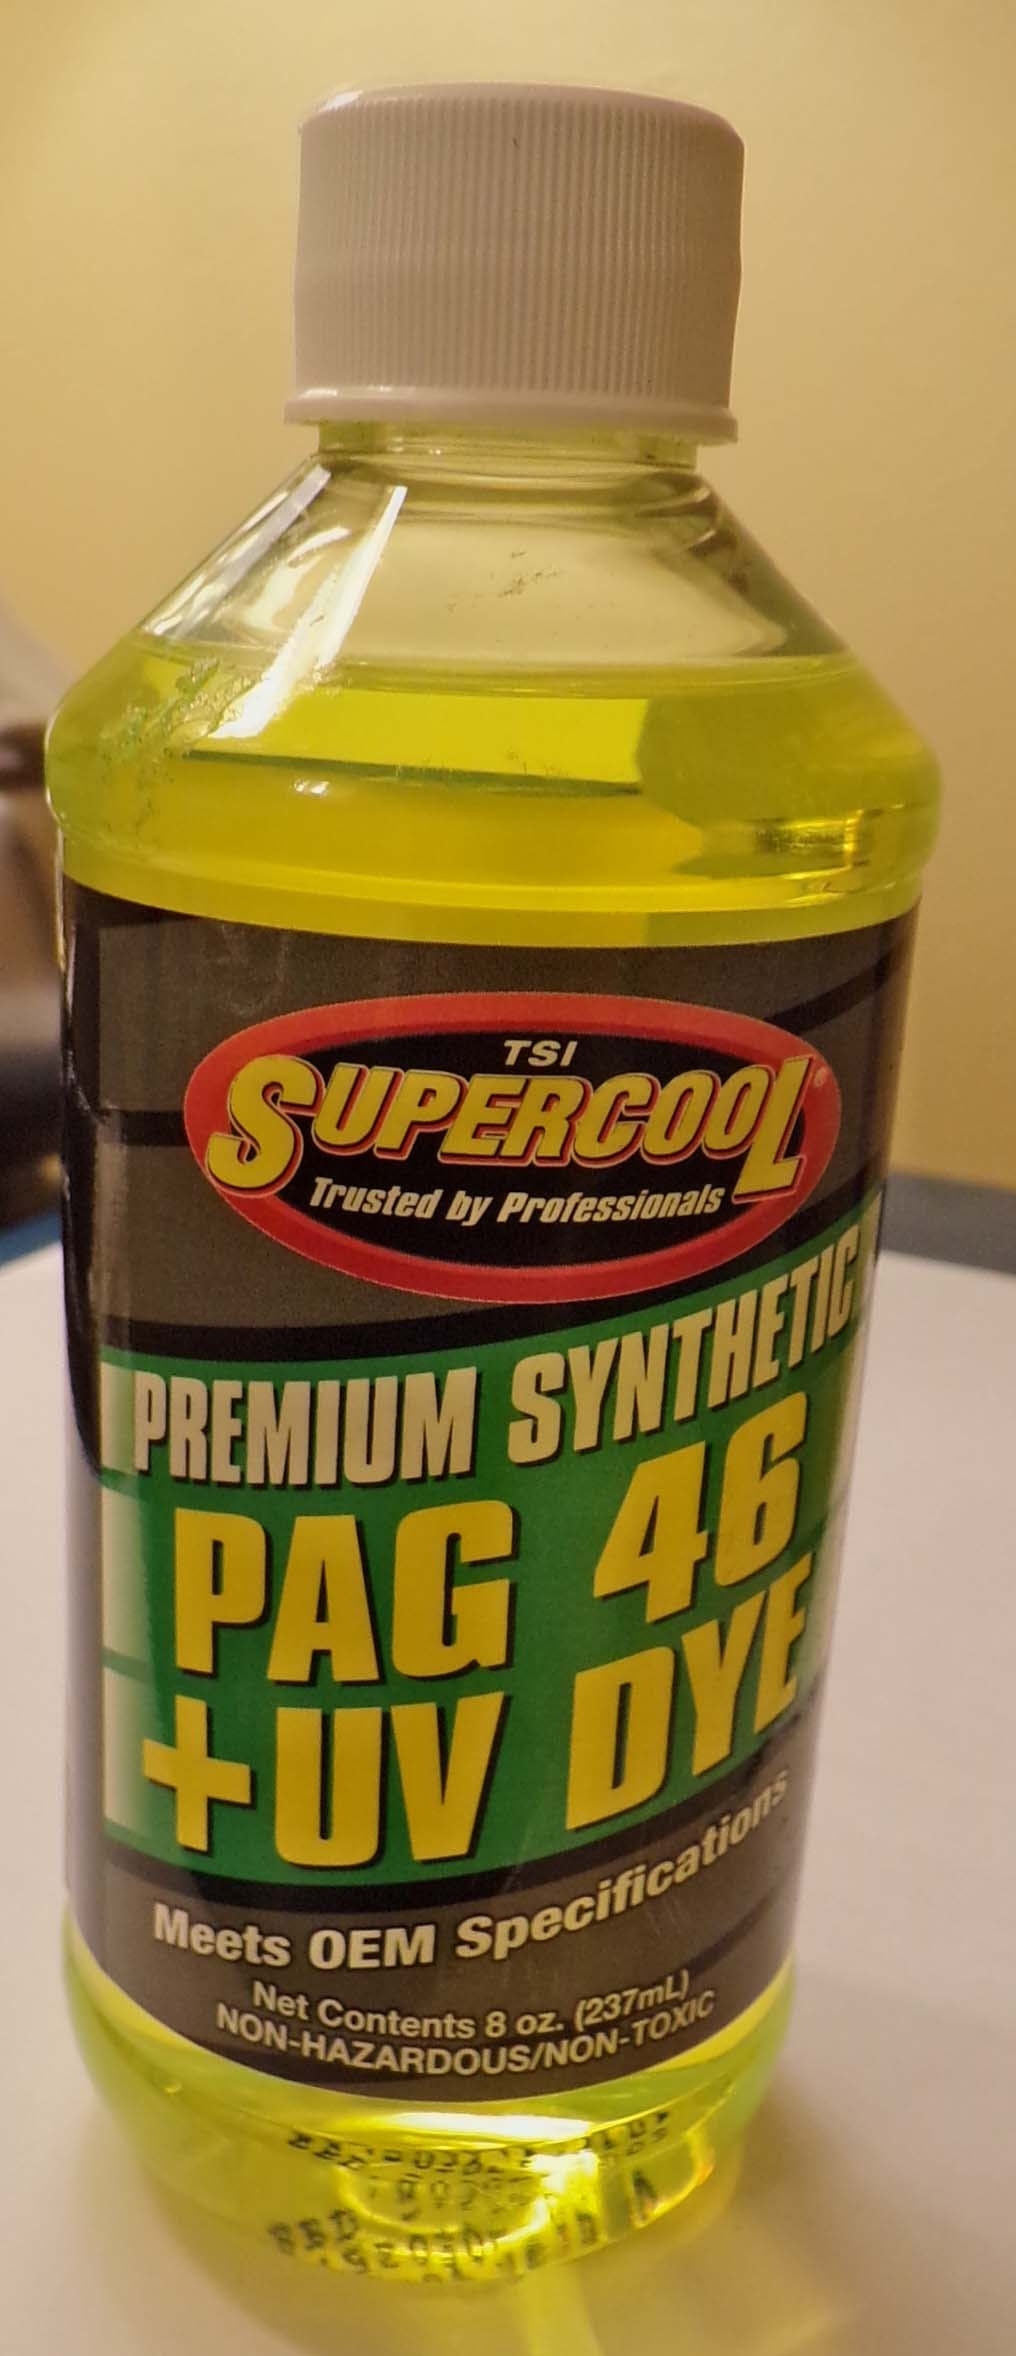 TSI
SUPERCOOL®
Trusted by Professionals
PREMIUM SYNTHETIC
PAG 46
+UV DYE
Meets OEM Specifications
Net Contents 8 oz. (237mL)
NON-HAZARDOUS/NON-TOXIC